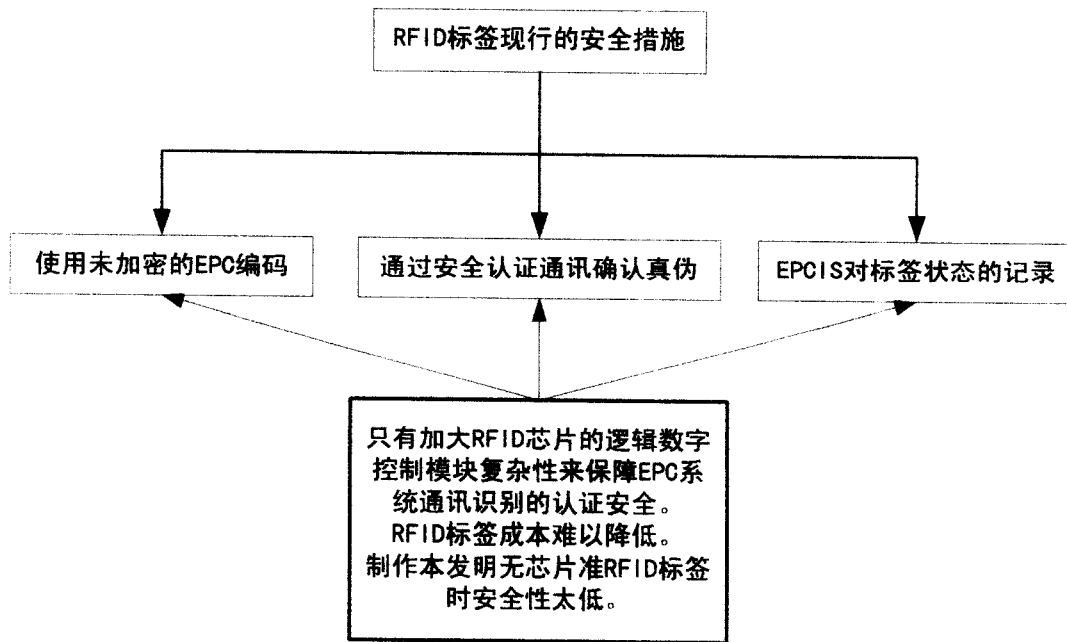 RFID标签现行的安全措施
使用未加密的EPC编码
通过安全认证通讯确认真伪
EPCIS对标签状态的记录
只有加大RFID芯片的逻辑数字
控制模块复杂性来保障EPC系
统通讯识别的认证安全。
RFID标签成本难以降低。
制作本发明无芯片准RFID标签
时安全性太低。